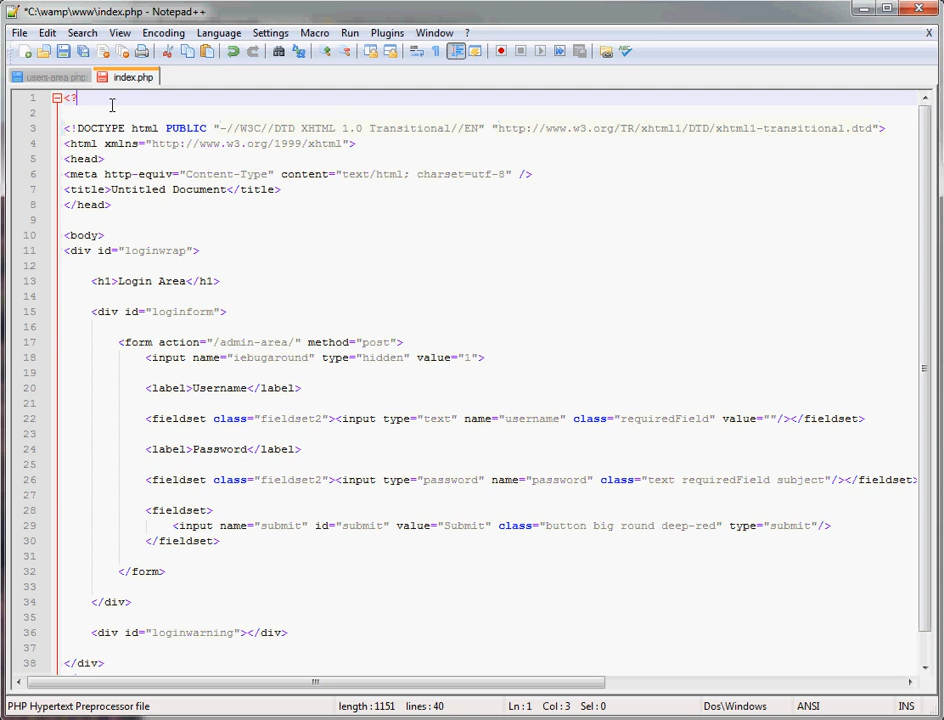 *C:\wamp\www\index.php - Notepad++
File Edit Search View Encoding Language Settings Macro Run Plugins Window ? X
users-area.php index.php
1 <?
2
3 <!DOCTYPE html PUBLIC "-//W3C//DTD XHTML 1.0 Transitional//EN" "http://www.w3.org/TR/xhtml1/DTD/xhtml1-transitional.dtd">
4 <html xmlns="http://www.w3.org/1999/xhtml">
5 <head>
6 <meta http-equiv="Content-Type" content="text/html; charset=utf-8" />
7 <title>Untitled Document</title>
8 </head>
9
10 <body>
11 <div id="loginwrap">
12
13 <h1>Login Area</h1>
14
15 <div id="loginform">
16
17 <form action="/admin-area/" method="post">
18 <input name="iebugaround" type="hidden" value="1">
19
20 <label>Username</label>
21
22 <fieldset class="fieldset2"><input type="text" name="username" class="requiredField" value=""/></fieldset>
23
24 <label>Password</label>
25
26 <fieldset class="fieldset2"><input type="password" name="password" class="text requiredField subject"/></fieldset>
27
28 <fieldset>
29 <input name="submit" id="submit" value="Submit" class="button big round deep-red" type="submit"/>
30 </fieldset>
31
32 </form>
33
34 </div>
35
36 <div id="loginwarning"></div>
37
38 </div>
PHP Hypertext Preprocessor file length : 1151 lines : 40 Ln : 1 Col : 3 Sel : 0 Dos\Windows ANSI INS